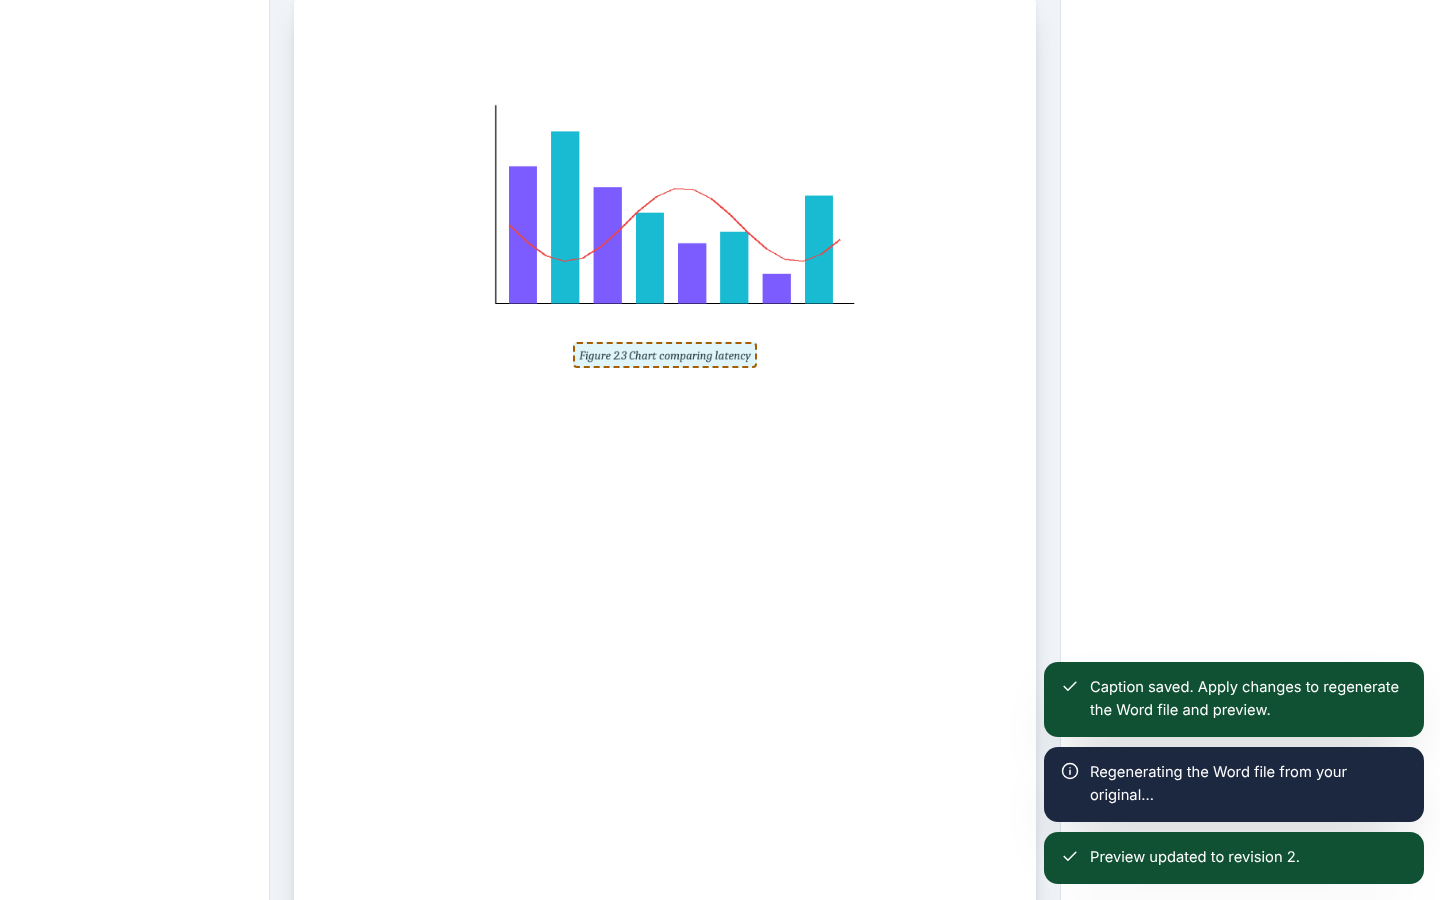 Figure 2.3 Chart comparing latency
Caption saved. Apply changes to regenerate
the Word file and preview.
Regenerating the Word file from your
original...
Preview updated to revision 2.